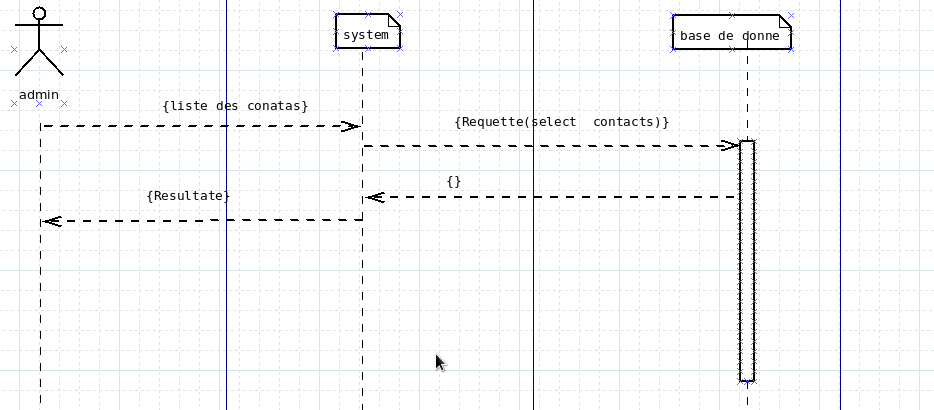 system
base de donne
admin
{liste des conatas}
{Requette(select  contacts)}
{}
{Resultate}